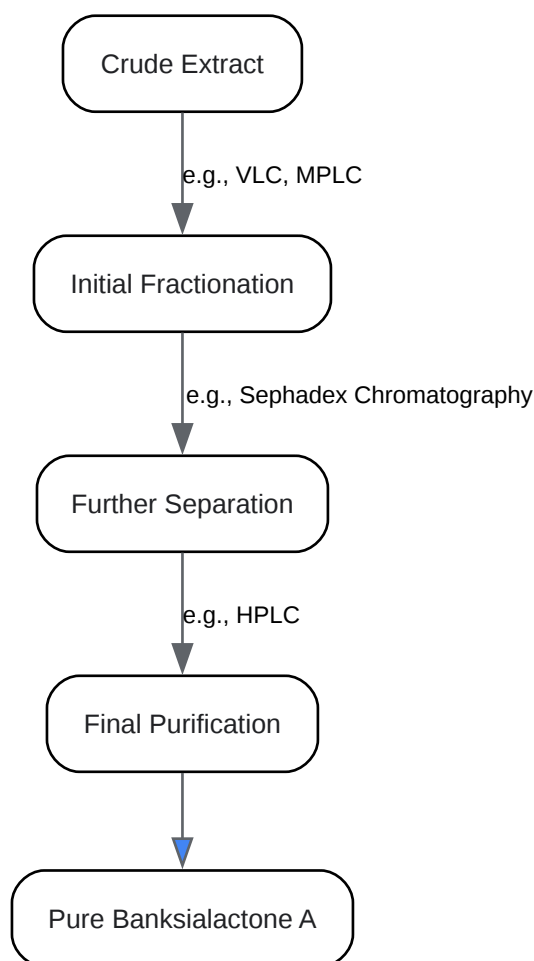 Crude Extract
e.g., VLC, MPLC
Initial Fractionation
e.g., Sephadex Chromatography
Further Separation
e.g., HPLC
Final Purification
Pure Banksialactone A